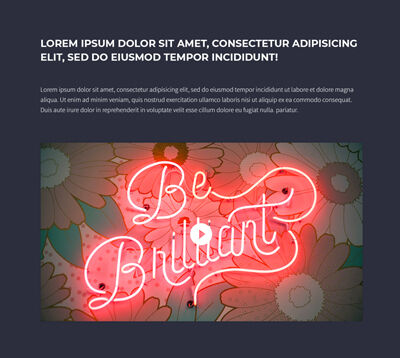 LOREM IPSUM DOLOR SIT AMET, CONSECTETUR ADIPISICING
ELIT, SED DO EIUSMOD TEMPOR INCIDIDUNT!
Lorem ipsum dolor sit amet, consectetur adipisicing elit, sed do eiusmod tempor incididunt ut labore et dolore magna
aliqua. Ut enim ad minim veniam, quis nostrud exercitation ullamco laboris nisi ut aliquip ex ea commodo consequat.
Duis aute irure dolor in reprehenderit in voluptate velit esse cillum dolore eu fugiat nulla. pariatur.
Be
Brilliant